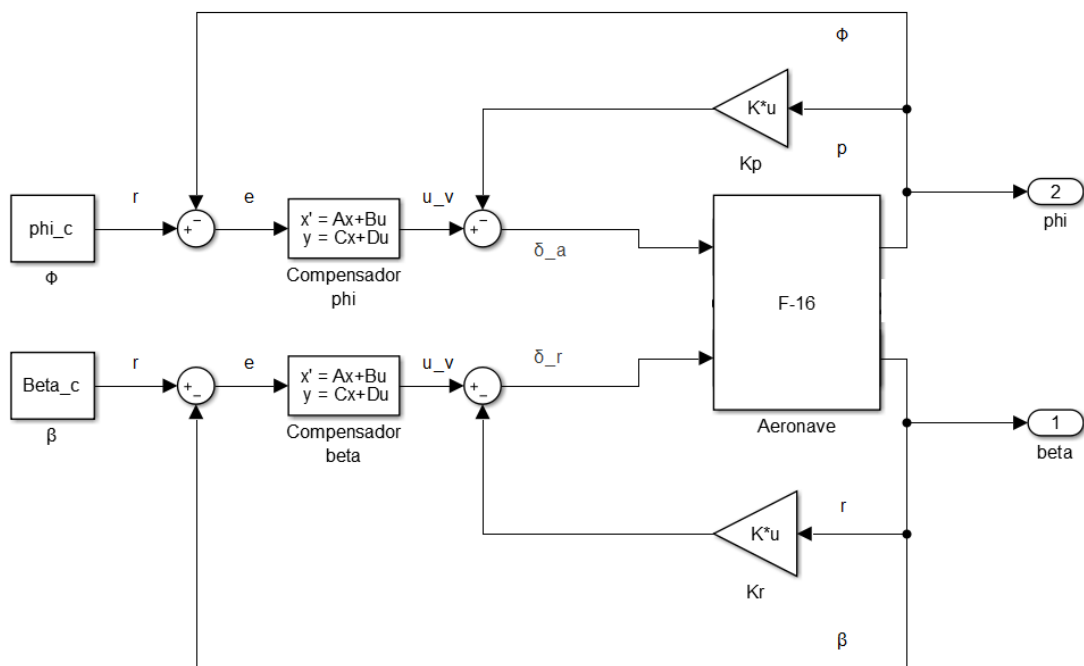 Φ
K*u
p
Kp
r
e
u_v
phi_c
+
−
x' = Ax+Bu
y = Cx+Du
+
−
2
Φ
Compensador
phi
δ_a
phi
F-16
r
e
u_v
δ_r
Beta_c
+
−
x' = Ax+Bu
y = Cx+Du
+
−
1
β
Compensador
beta
Aeronave
beta
r
K*u
Kr
β